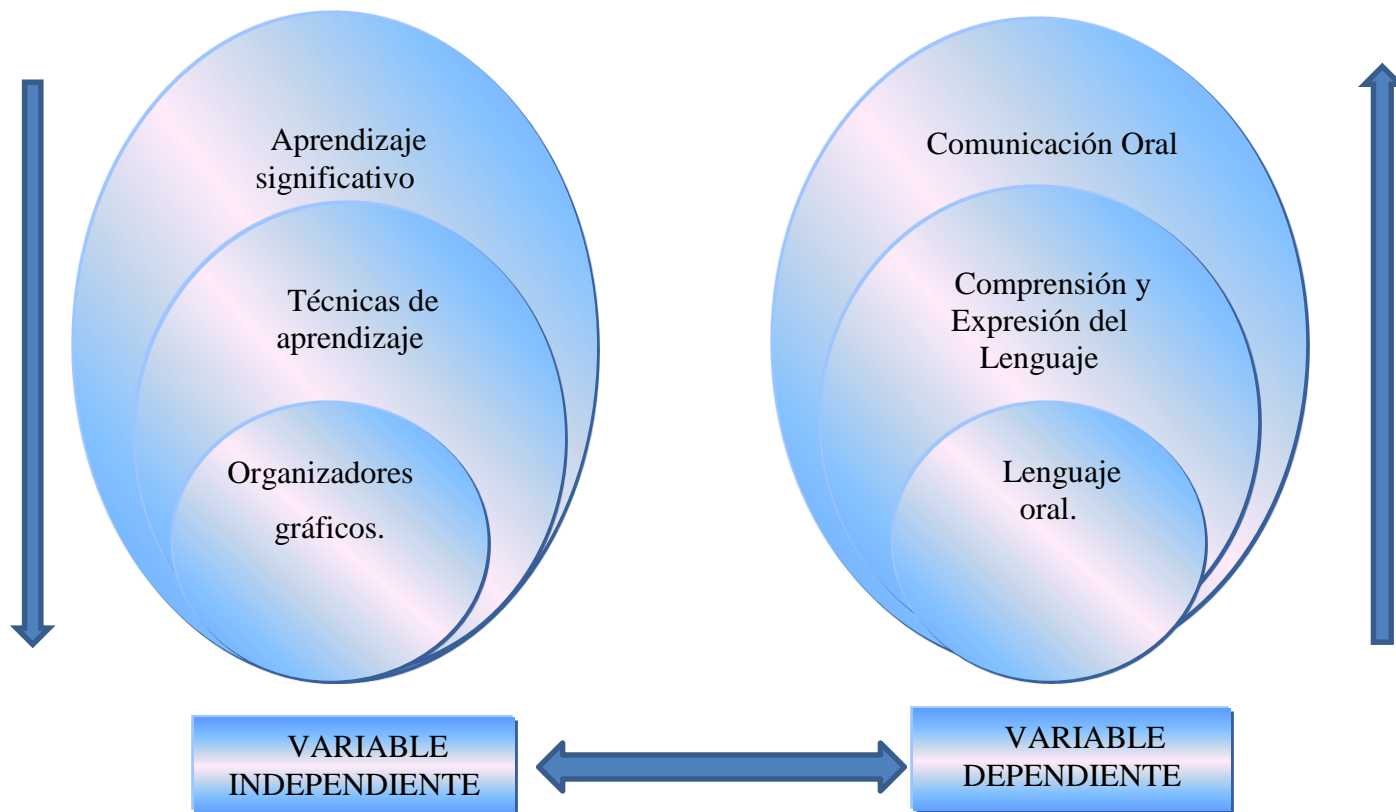 Aprendizaje
significativo
Técnicas de
aprendizaje
Organizadores
gráficos.
VARIABLE
INDEPENDIENTE
Comunicación Oral
Comprensión y
Expresión del
Lenguaje
Lenguaje
oral.
VARIABLE
DEPENDIENTE